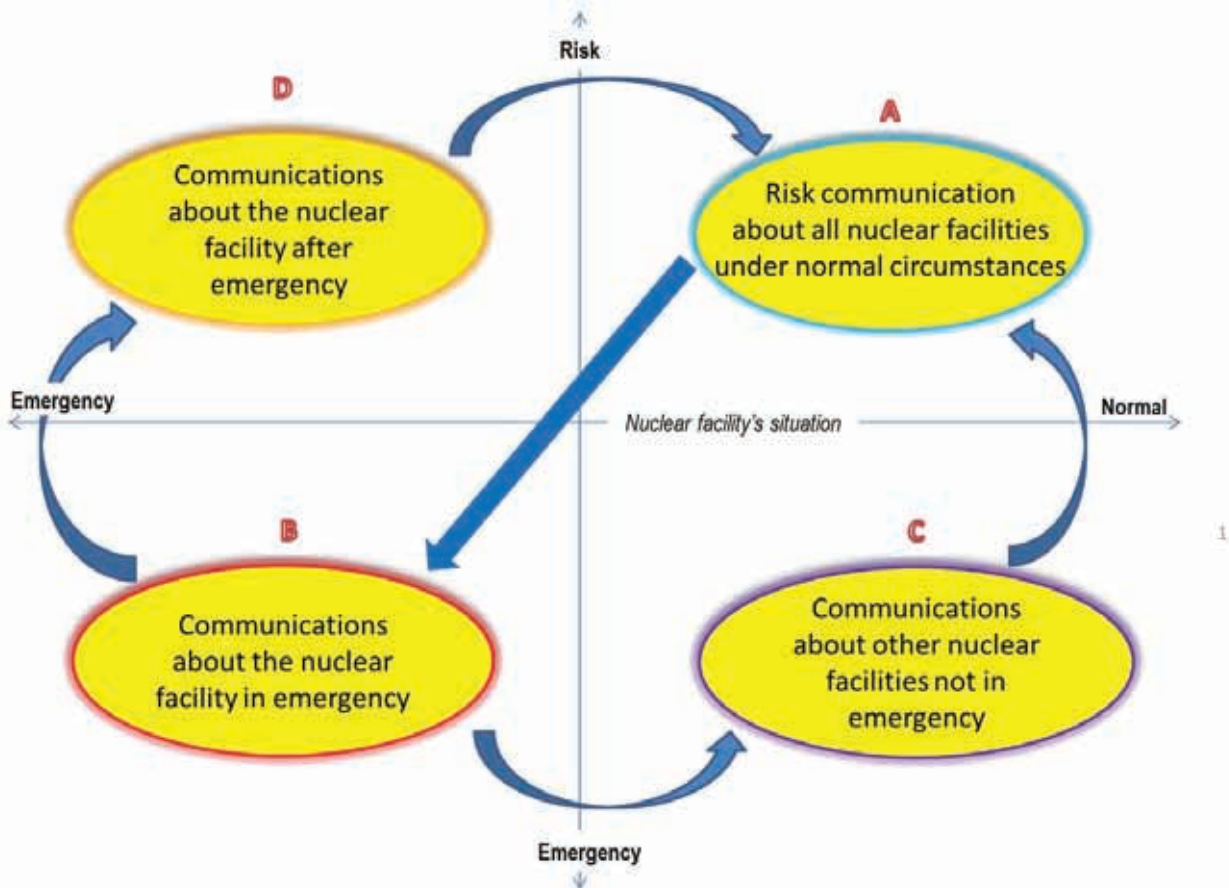 Risk
D
A
Communications
about the nuclear
facility after
emergency
Risk communication
about all nuclear facilities
under normal circumstances
Emergency
Nuclear facility's situation
Normal
B
C
1
Communications
about the nuclear
facility in emergency
Communications
about other nuclear
facilities not in
emergency
Emergency